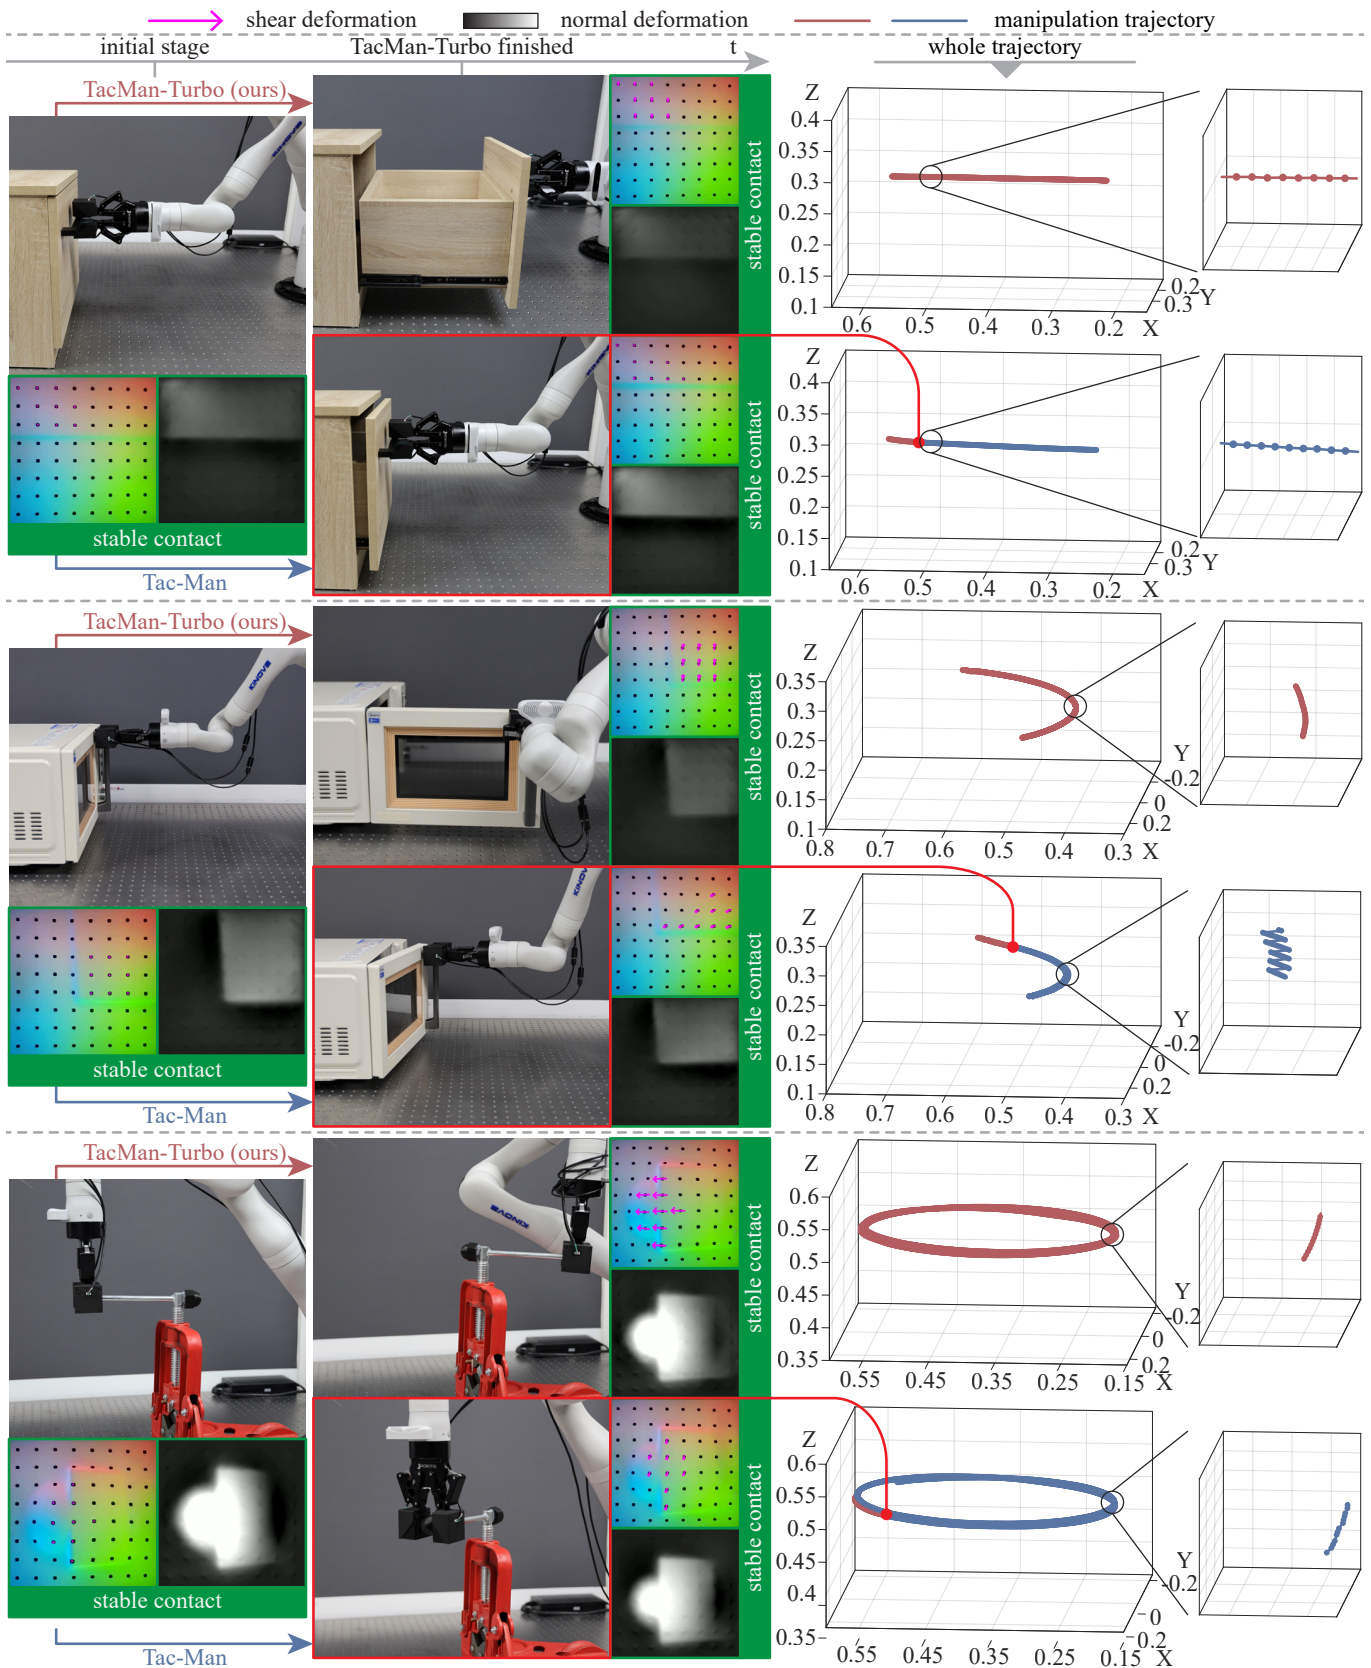 shear deformation normal deformation manipulation trajectory
initial stage TacMan-Turbo finished t whole trajectory
TacMan-Turbo (ours)
KINOVA
stable contact
Tac-Man
stable contact
stable contact
Z
0.4
0.35
0.3
0.25
0.2
0.15
0.1
0.6 0.5 0.4 0.3 0.2 X
0.2
0.3 Y
Z
0.4
0.35
0.3
0.25
0.2
0.15
0.1
0.6 0.5 0.4 0.3 0.2 X
0.2
0.3 Y
TacMan-Turbo (ours)
KINOVA
stable contact
Tac-Man
stable contact
stable contact
KINOVA
Z
0.35
0.3
0.25
0.2
0.15
0.1
0.8 0.7 0.6 0.5 0.4 0.3 X
Y
-0.2
0
0.2
Z
0.35
0.3
0.25
0.2
0.15
0.1
0.8 0.7 0.6 0.5 0.4 0.3 X
Y
-0.2
0
0.2
TacMan-Turbo (ours)
KINOVA
stable contact
Tac-Man
stable contact
stable contact
Z
0.6
0.55
0.5
0.45
0.4
0.35
0.55 0.45 0.35 0.25 0.15 X
Y
-0.2
0
0.2
Z
0.6
0.55
0.5
0.45
0.4
0.35
0.55 0.45 0.35 0.25 0.15 X
Y
-0.2
0
0.2